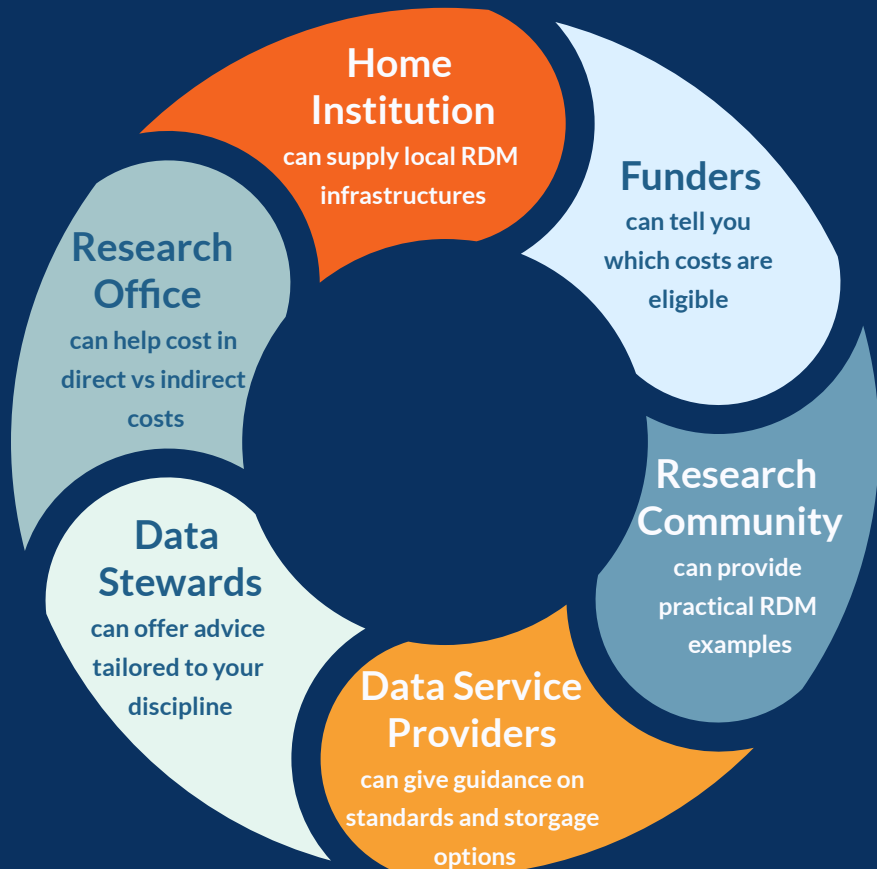 Home
Institution
can supply local RDM
infrastructures
Funders
can tell you
which costs are
eligible
Research
Community
can provide
practical RDM
examples
Data Service
Providers
can give guidance on
standards and storgage
options
Data
Stewards
can offer advice
tailored to your
discipline
Research
Office
can help cost in
direct vs indirect
costs